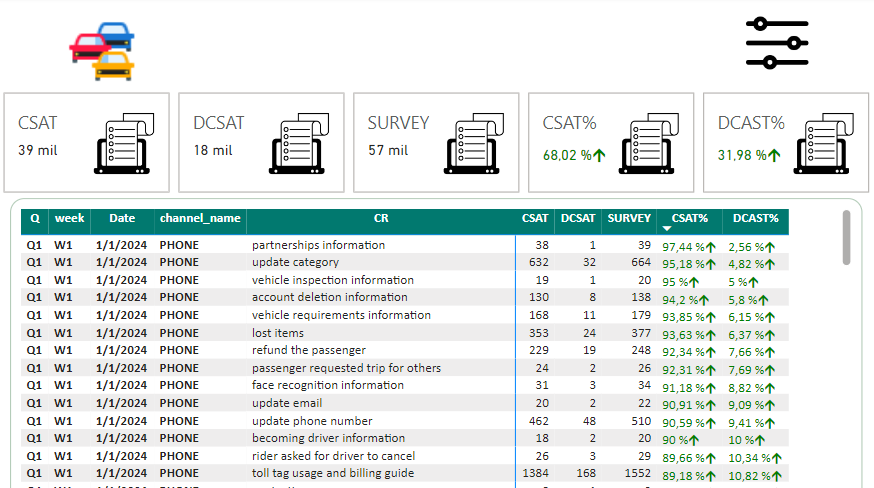 CSAT DCSAT SURVEY CSAT% DCAST%
39 mil 18 mil 57 mil 68,02 % 31,98 %
Q week Date channel_name CR CSAT DCSAT SURVEY CSAT% DCAST%
Q1 W1 1/1/2024 PHONE partnerships information 38 1 39 97,44 % 2,56 %
Q1 W1 1/1/2024 PHONE update category 632 32 664 95,18 % 4,82 %
Q1 W1 1/1/2024 PHONE vehicle inspection information 19 1 20 95 % 5 %
Q1 W1 1/1/2024 PHONE account deletion information 130 8 138 94,2 % 5,8 %
Q1 W1 1/1/2024 PHONE vehicle requirements information 168 11 179 93,85 % 6,15 %
Q1 W1 1/1/2024 PHONE lost items 353 24 377 93,63 % 6,37 %
Q1 W1 1/1/2024 PHONE refund the passenger 229 19 248 92,34 % 7,66 %
Q1 W1 1/1/2024 PHONE passenger requested trip for others 24 2 26 92,31 % 7,69 %
Q1 W1 1/1/2024 PHONE face recognition information 31 3 34 91,18 % 8,82 %
Q1 W1 1/1/2024 PHONE update email 20 2 22 90,91 % 9,09 %
Q1 W1 1/1/2024 PHONE update phone number 462 48 510 90,59 % 9,41 %
Q1 W1 1/1/2024 PHONE becoming driver information 18 2 20 90 % 10 %
Q1 W1 1/1/2024 PHONE rider asked for driver to cancel 26 3 29 89,66 % 10,34 %
Q1 W1 1/1/2024 PHONE toll tag usage and billing guide 1384 168 1552 89,18 % 10,82 %